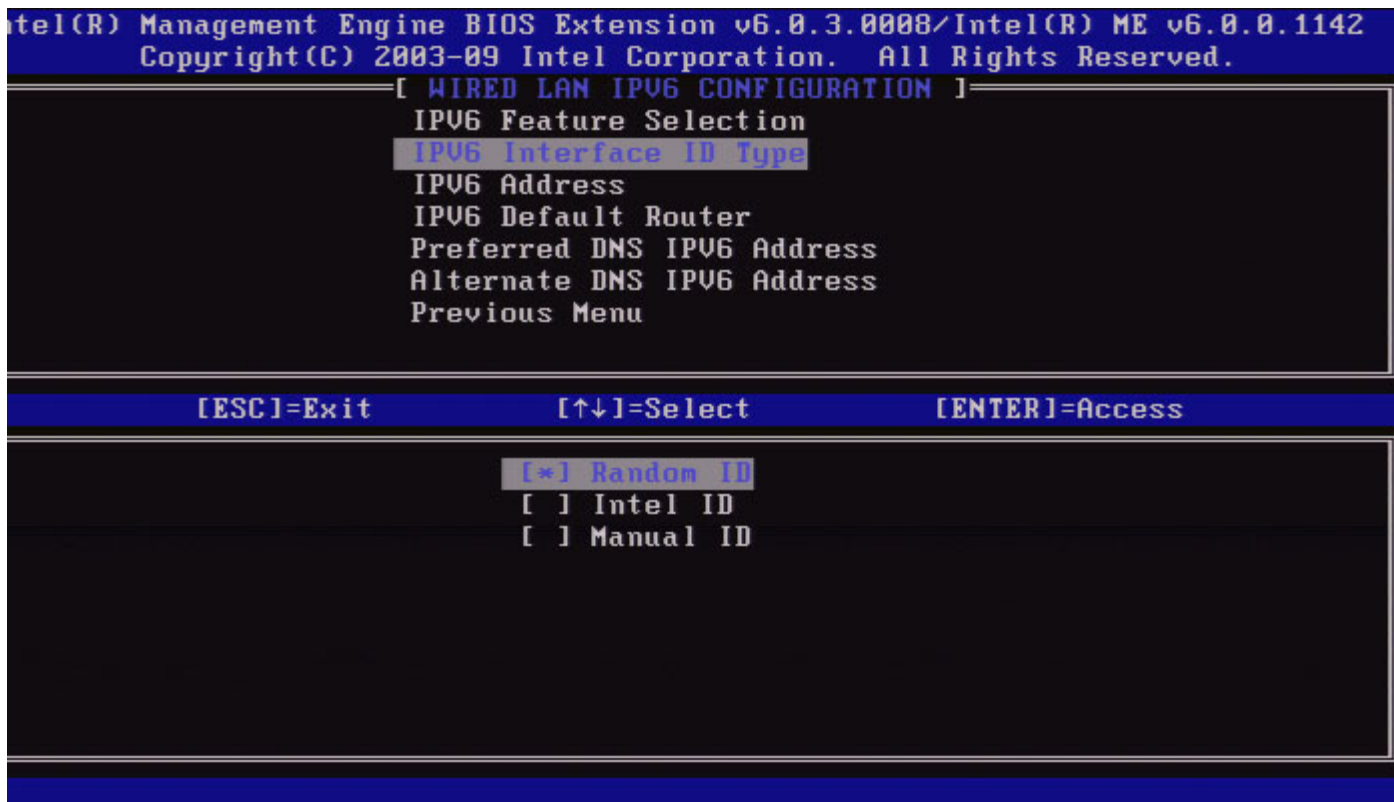 tel(R) Management Engine BIOS Extension v6.0.3.0008/Intel(R) ME v6.0.0.1142
Copyright(C) 2003-09 Intel Corporation. All Rights Reserved.
[ WIRED LAN IPV6 CONFIGURATION ]
IPV6 Feature Selection
IPV6 Interface ID Type
IPV6 Address
IPV6 Default Router
Preferred DNS IPV6 Address
Alternate DNS IPV6 Address
Previous Menu
[ESC]=Exit [↑↓]=Select [ENTER]=Access
[*] Random ID
[ ] Intel ID
[ ] Manual ID